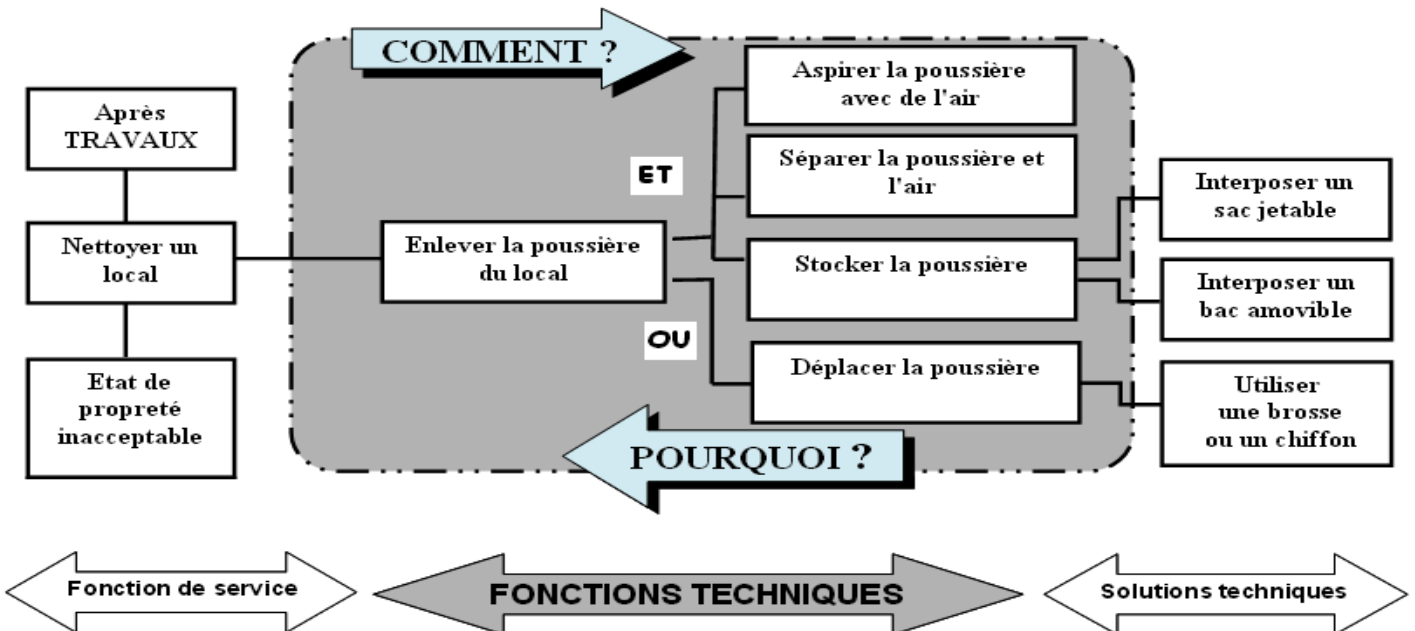 COMMENT ?
Après
TRAVAUX
Nettoyer un
local
Etat de
propreté
inacceptable
Enlever la poussière
du local
ET
OU
Aspirer la poussière
avec de l'air
Séparer la poussière et
l'air
Stocker la poussière
Déplacer la poussière
Interposer un
sac jetable
Interposer un
bac amovible
Utiliser
une brosse
ou un chiffon
POURQUOI ?
Fonction de service
FONCTIONS TECHNIQUES
Solutions techniques